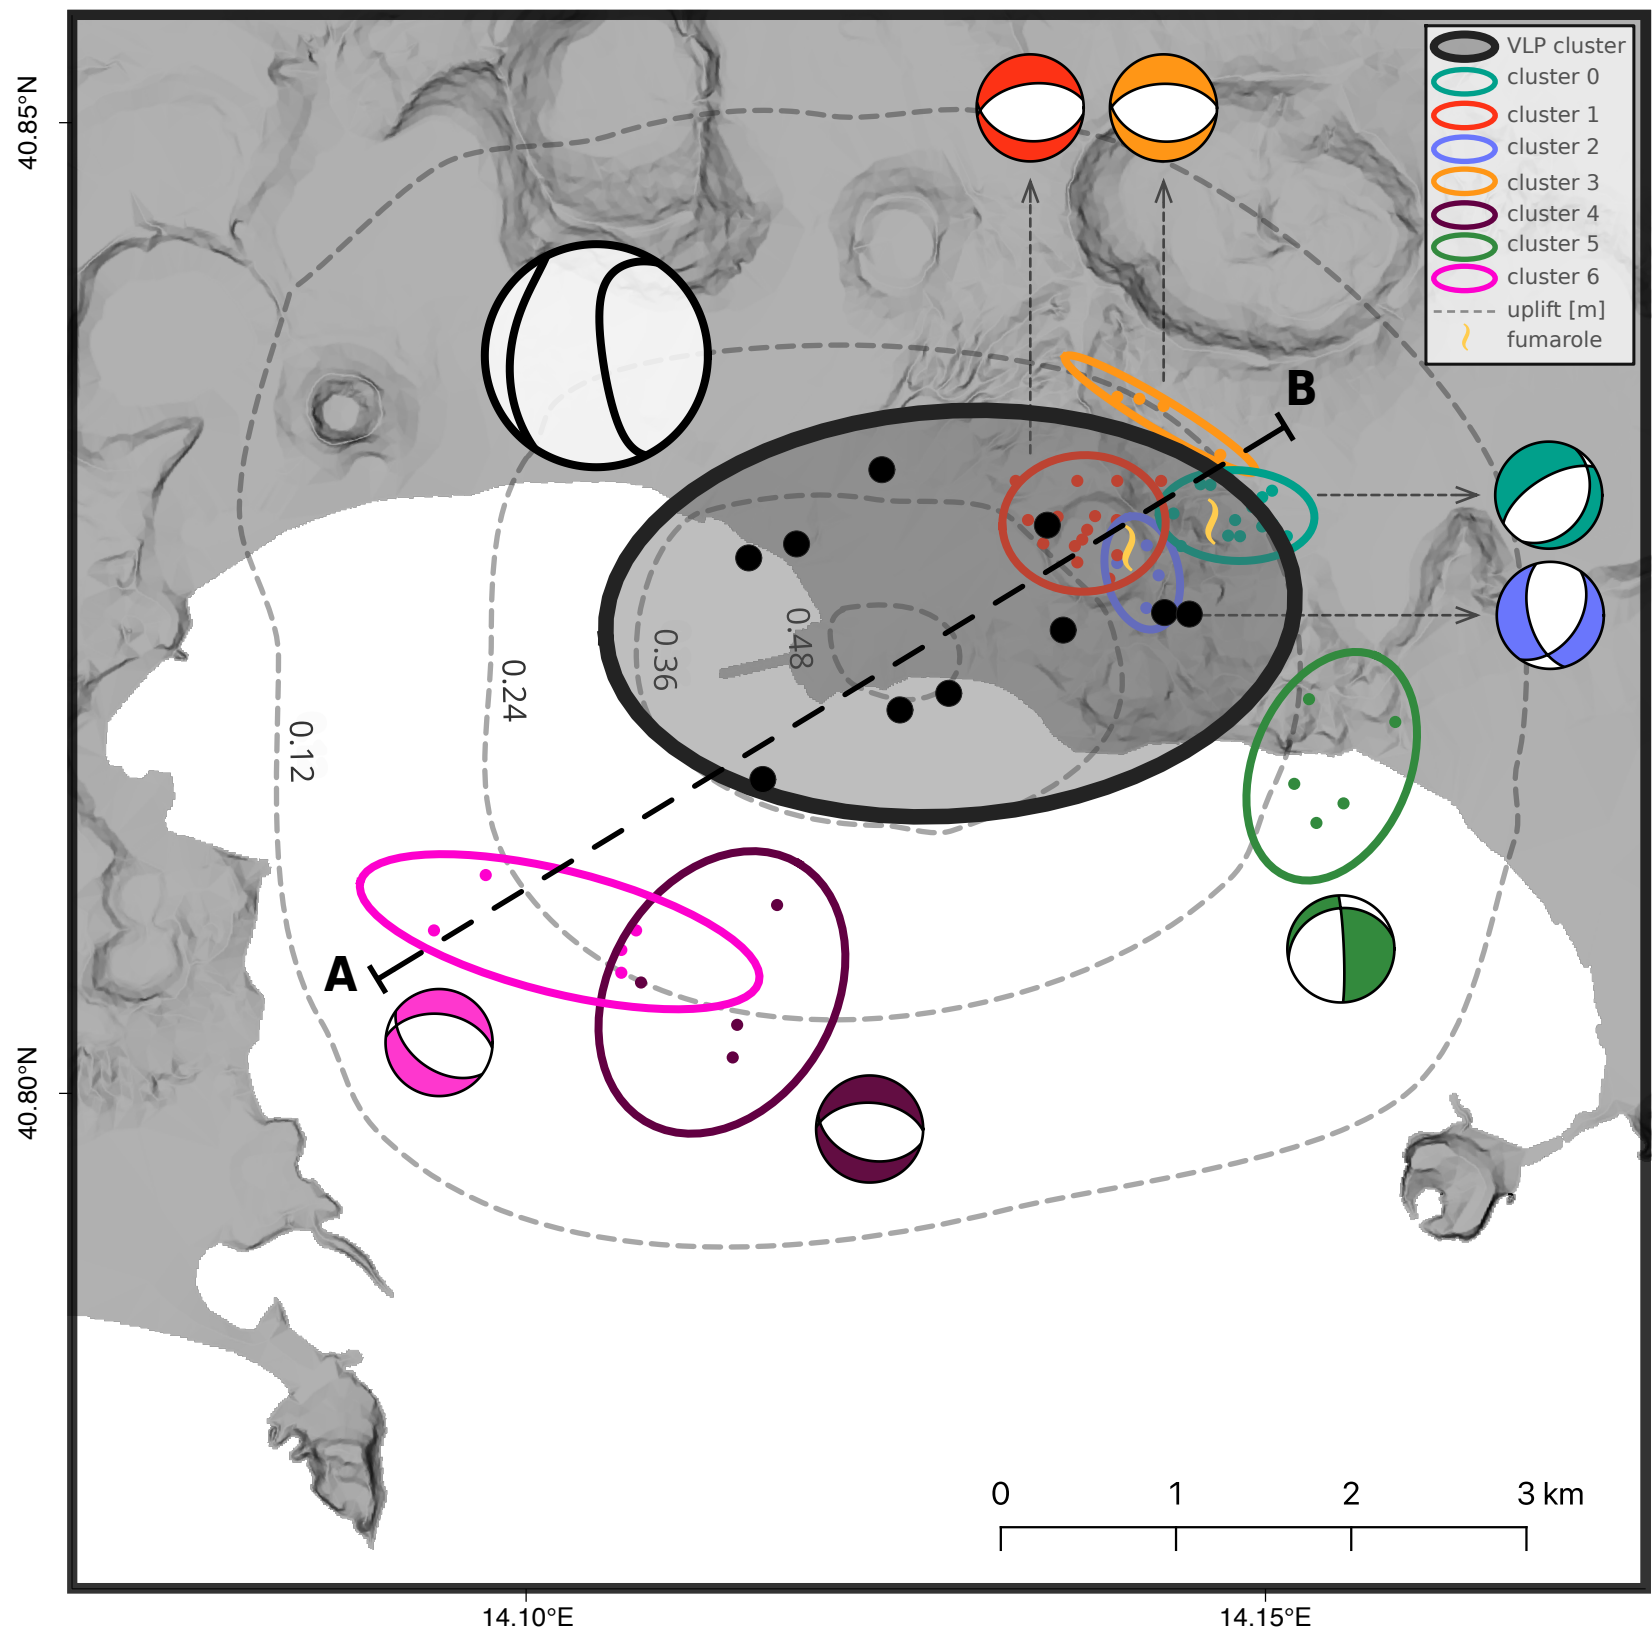 VLP cluster
cluster 0
cluster 1
cluster 2
cluster 3
cluster 4
cluster 5
cluster 6
uplift [m]
fumarole
40.85°N
B
0.48
0.36
0.24
0.12
A
40.80°N
0 1 2 3 km
14.10°E 14.15°E